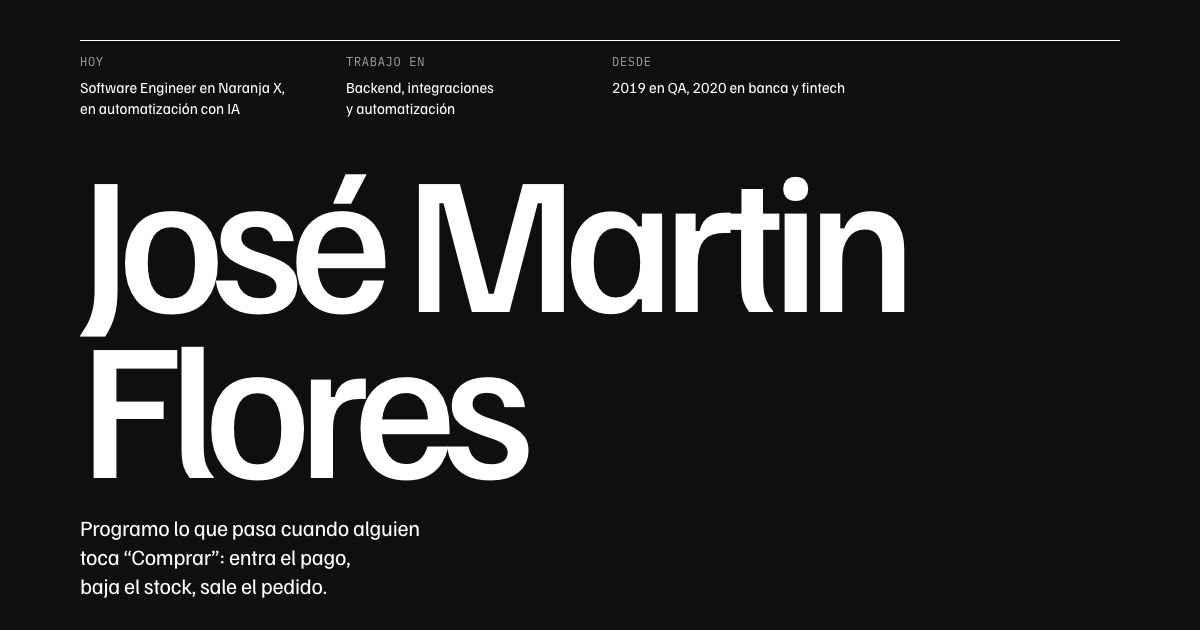 HOY
Software Engineer en Naranja X,
en automatización con IA
TRABAJO EN
Backend, integraciones
y automatización
DESDE
2019 en QA, 2020 en banca y fintech
José Martin
Flores
Programo lo que pasa cuando alguien
toca “Comprar”: entra el pago,
baja el stock, sale el pedido.